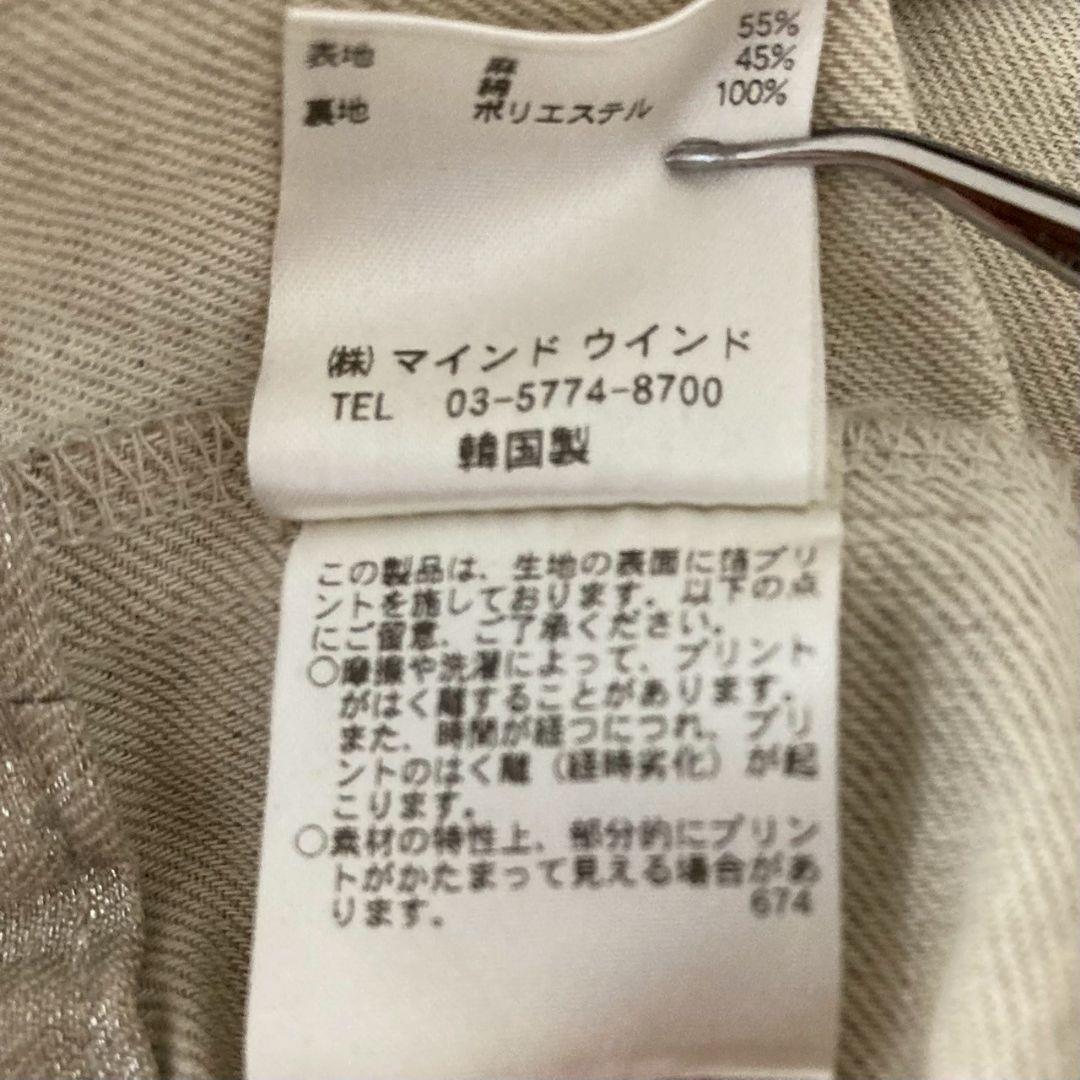 表地 麻 55%
綿 45%
裏地 ポリエステル 100%
㈱ マインド ウインド
TEL 03-5774-8700
韓国製
この製品は、生地の表面に箔プリ
ントを施しております。以下の点
にご留意、ご了承ください。
○摩擦や洗濯によって、プリント
がはく離することがあります。
また、時間が経つにつれ、プリ
ントのはく離（経時劣化）が起
こります。
○素材の特性上、部分的にプリン
トがかたまって見える場合があ
ります。 674